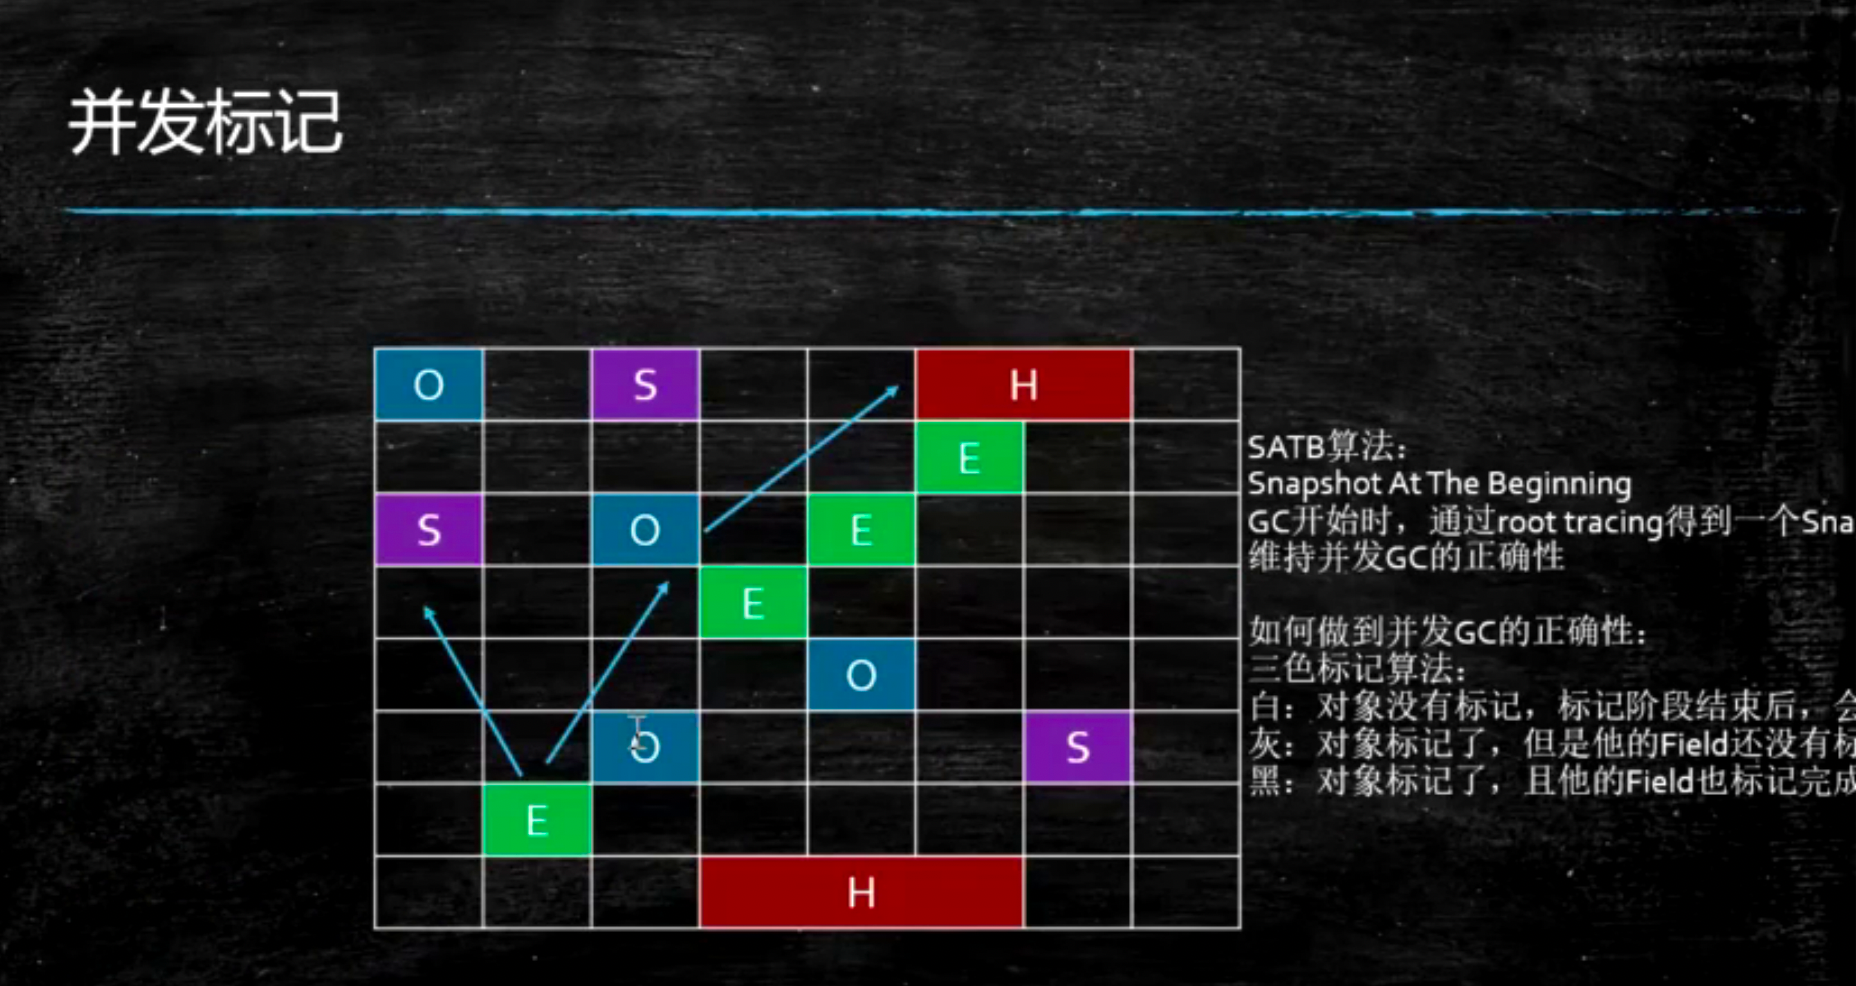 并发标记
O S H
E
S O E
E
O
O S
E
H
SATB算法：
Snapshot At The Beginning
GC开始时，通过root tracing得到一个Sna
维持并发GC的正确性
如何做到并发GC的正确性：
三色标记算法：
白：对象没有标记，标记阶段结束后，会
灰：对象标记了，但是他的Field还没有标
黑：对象标记了，且他的Field也标记完成